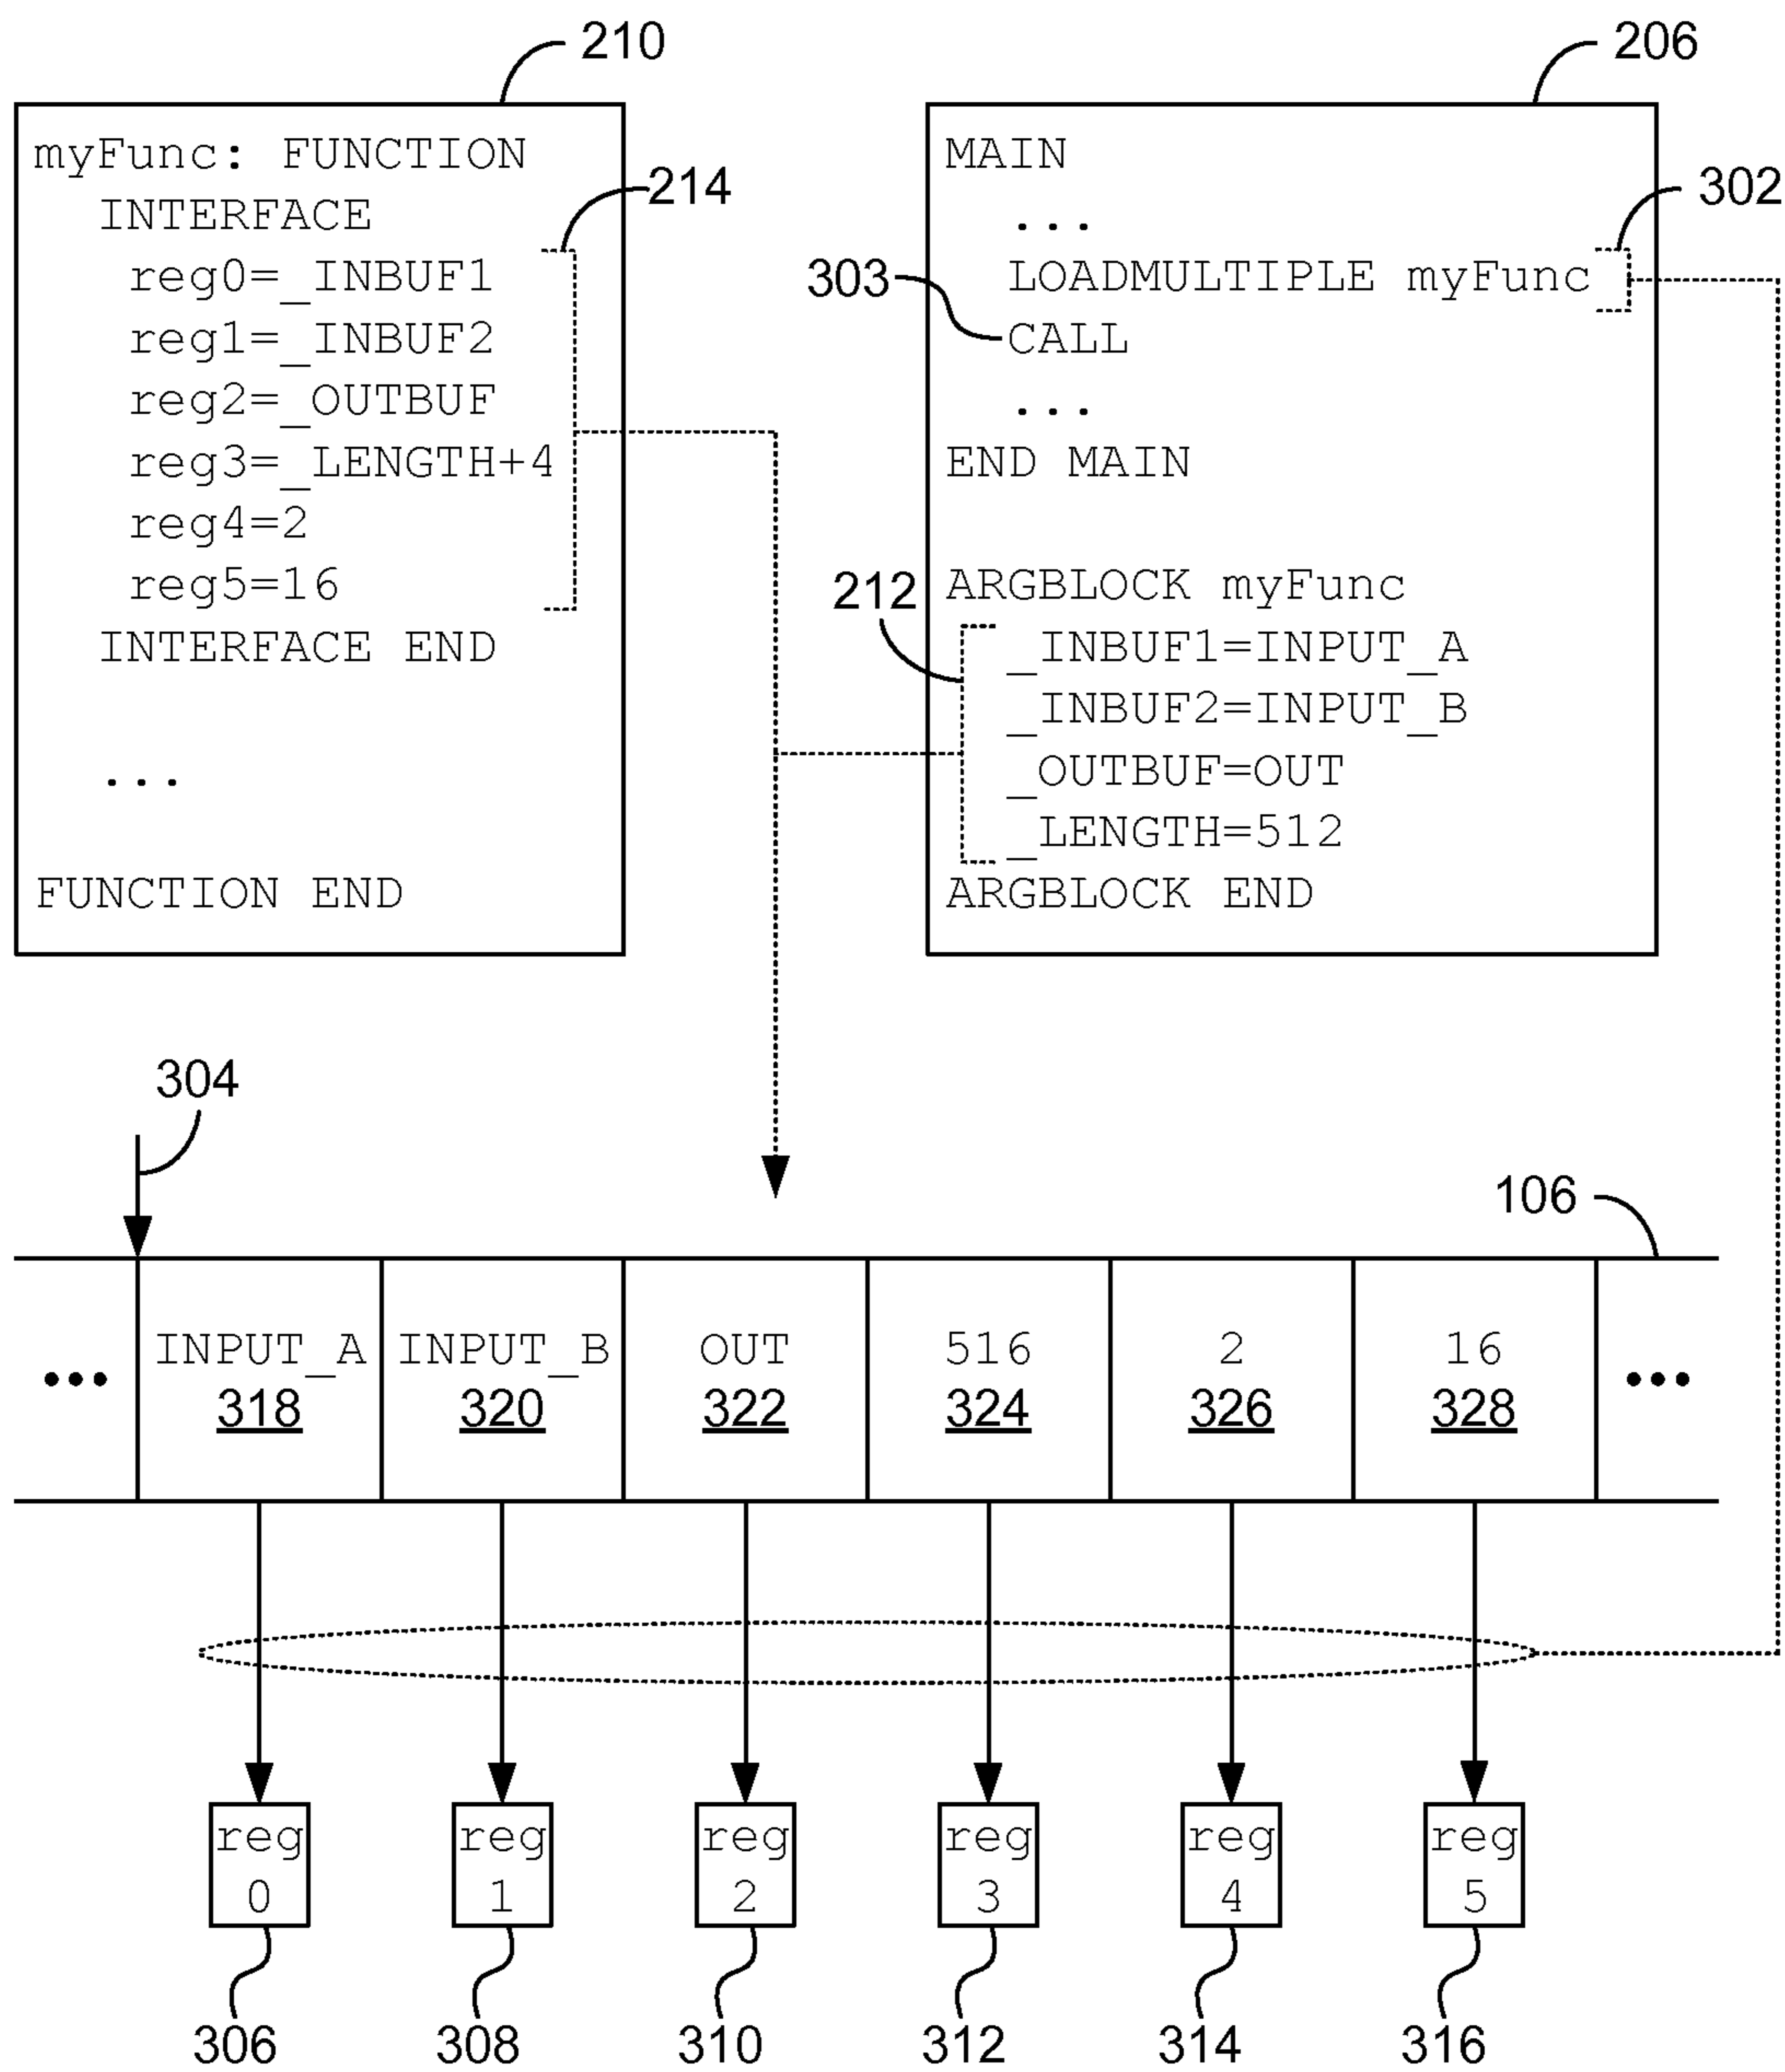 210
myFunc: FUNCTION
214
INTERFACE
reg0=_INBUF1
reg1=_INBUF2
reg2=_OUTBUF
reg3=_LENGTH+4
reg4=2
reg5=16
INTERFACE END
...
FUNCTION END
206
MAIN
302
...
303
LOADMULTIPLE myFunc
CALL
...
END MAIN
212
ARGBLOCK myFunc
_INBUF1=INPUT_A
_INBUF2=INPUT_B
_OUTBUF=OUT
_LENGTH=512
ARGBLOCK END
304
106
... INPUT_A INPUT_B OUT 516 2 16 ...
318 320 322 324 326 328
reg reg reg reg reg reg
0 1 2 3 4 5
306 308 310 312 314 316